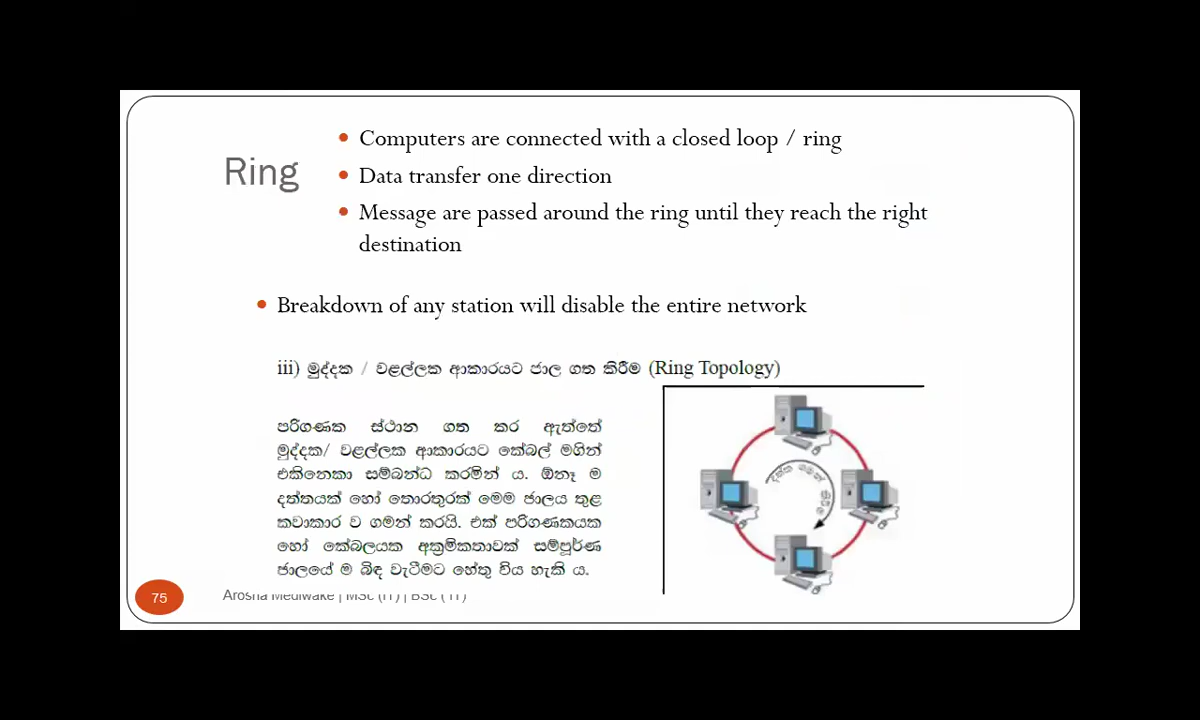 Ring
Computers are connected with a closed loop / ring
Data transfer one direction
Message are passed around the ring until they reach the right
destination
Breakdown of any station will disable the entire network
iii) මුද්දක / වළල්ලක ආකාරයට ජාල ගත කිරීම (Ring Topology)
පරිගණක ස්ථාන ගත කර ඇත්තේ
මුද්දක/ වළල්ලක ආකාරයට කේබල් මගින්
එකිනෙකා සම්බන්ධ කරමින් ය. ඕනෑ ම
දත්තයක් හෝ තොරතුරක් මෙම ජාලය තුළ
කවාකාර ව ගමන් කරයි. එක් පරිගණකයක
හෝ කේබලයක අක්‍රමිකතාවක් සම්පූර්ණ
ජාලයේ ම බිඳ වැටීමට හේතු විය හැකි ය.
දත්ත ගමන්
75
Arosha Mediwake | MSc (IT) | BSc ( IT)